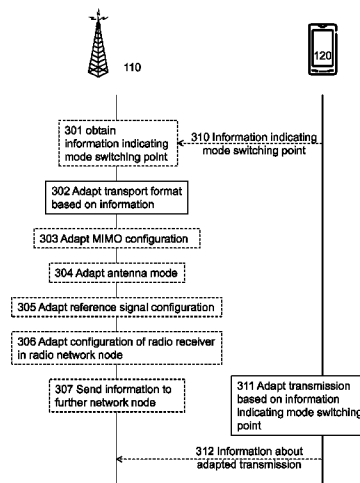 110
120
301 obtain
information indicating
mode switching point
310 Information indicating
mode switching point
302 Adapt transport format
based on information
303 Adapt MIMO configuration
304 Adapt antenna mode
305 Adapt reference signal configuration
306 Adapt configuration of radio receiver
in radio network node
307 Send information to
further network node
311 Adapt transmission
based on information
Indicating mode switching
point
312 Information about
adapted transmission